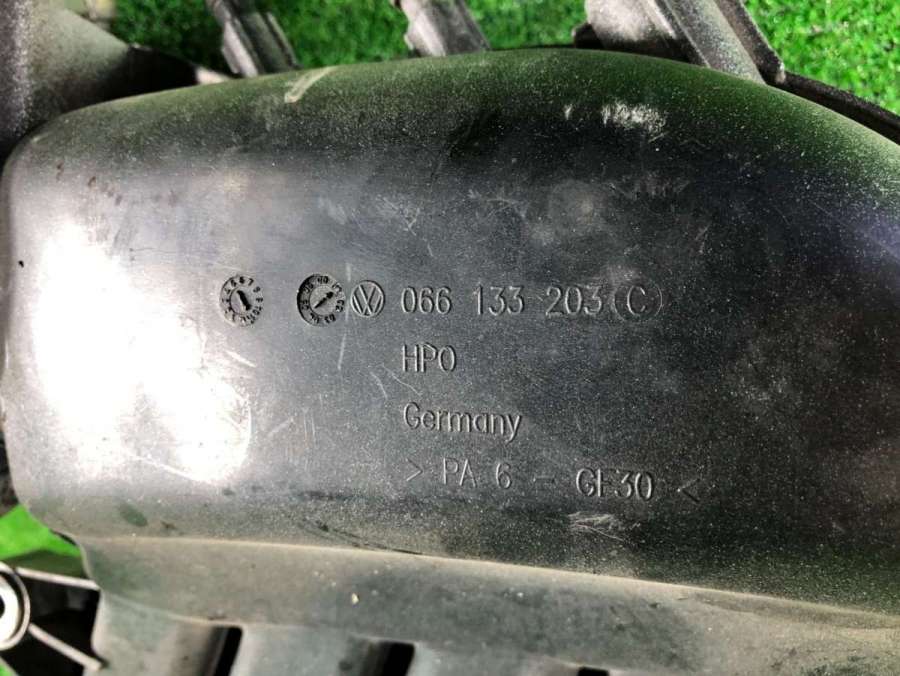 066 133 203 C
HPO
Germany
> PA 6 - GF30 <